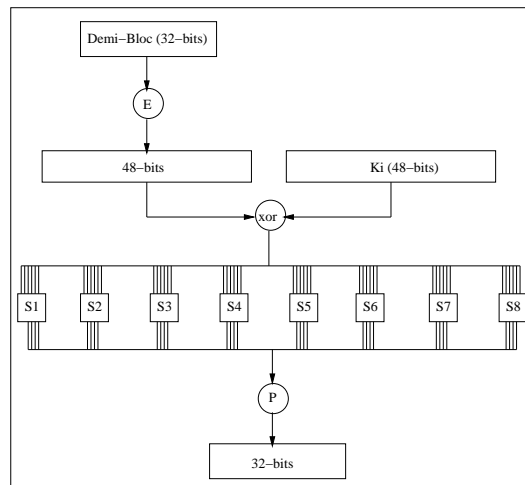 Demi–Bloc (32–bits)
E
48–bits
Ki (48–bits)
xor
S1 S2 S3 S4 S5 S6 S7 S8
P
32–bits